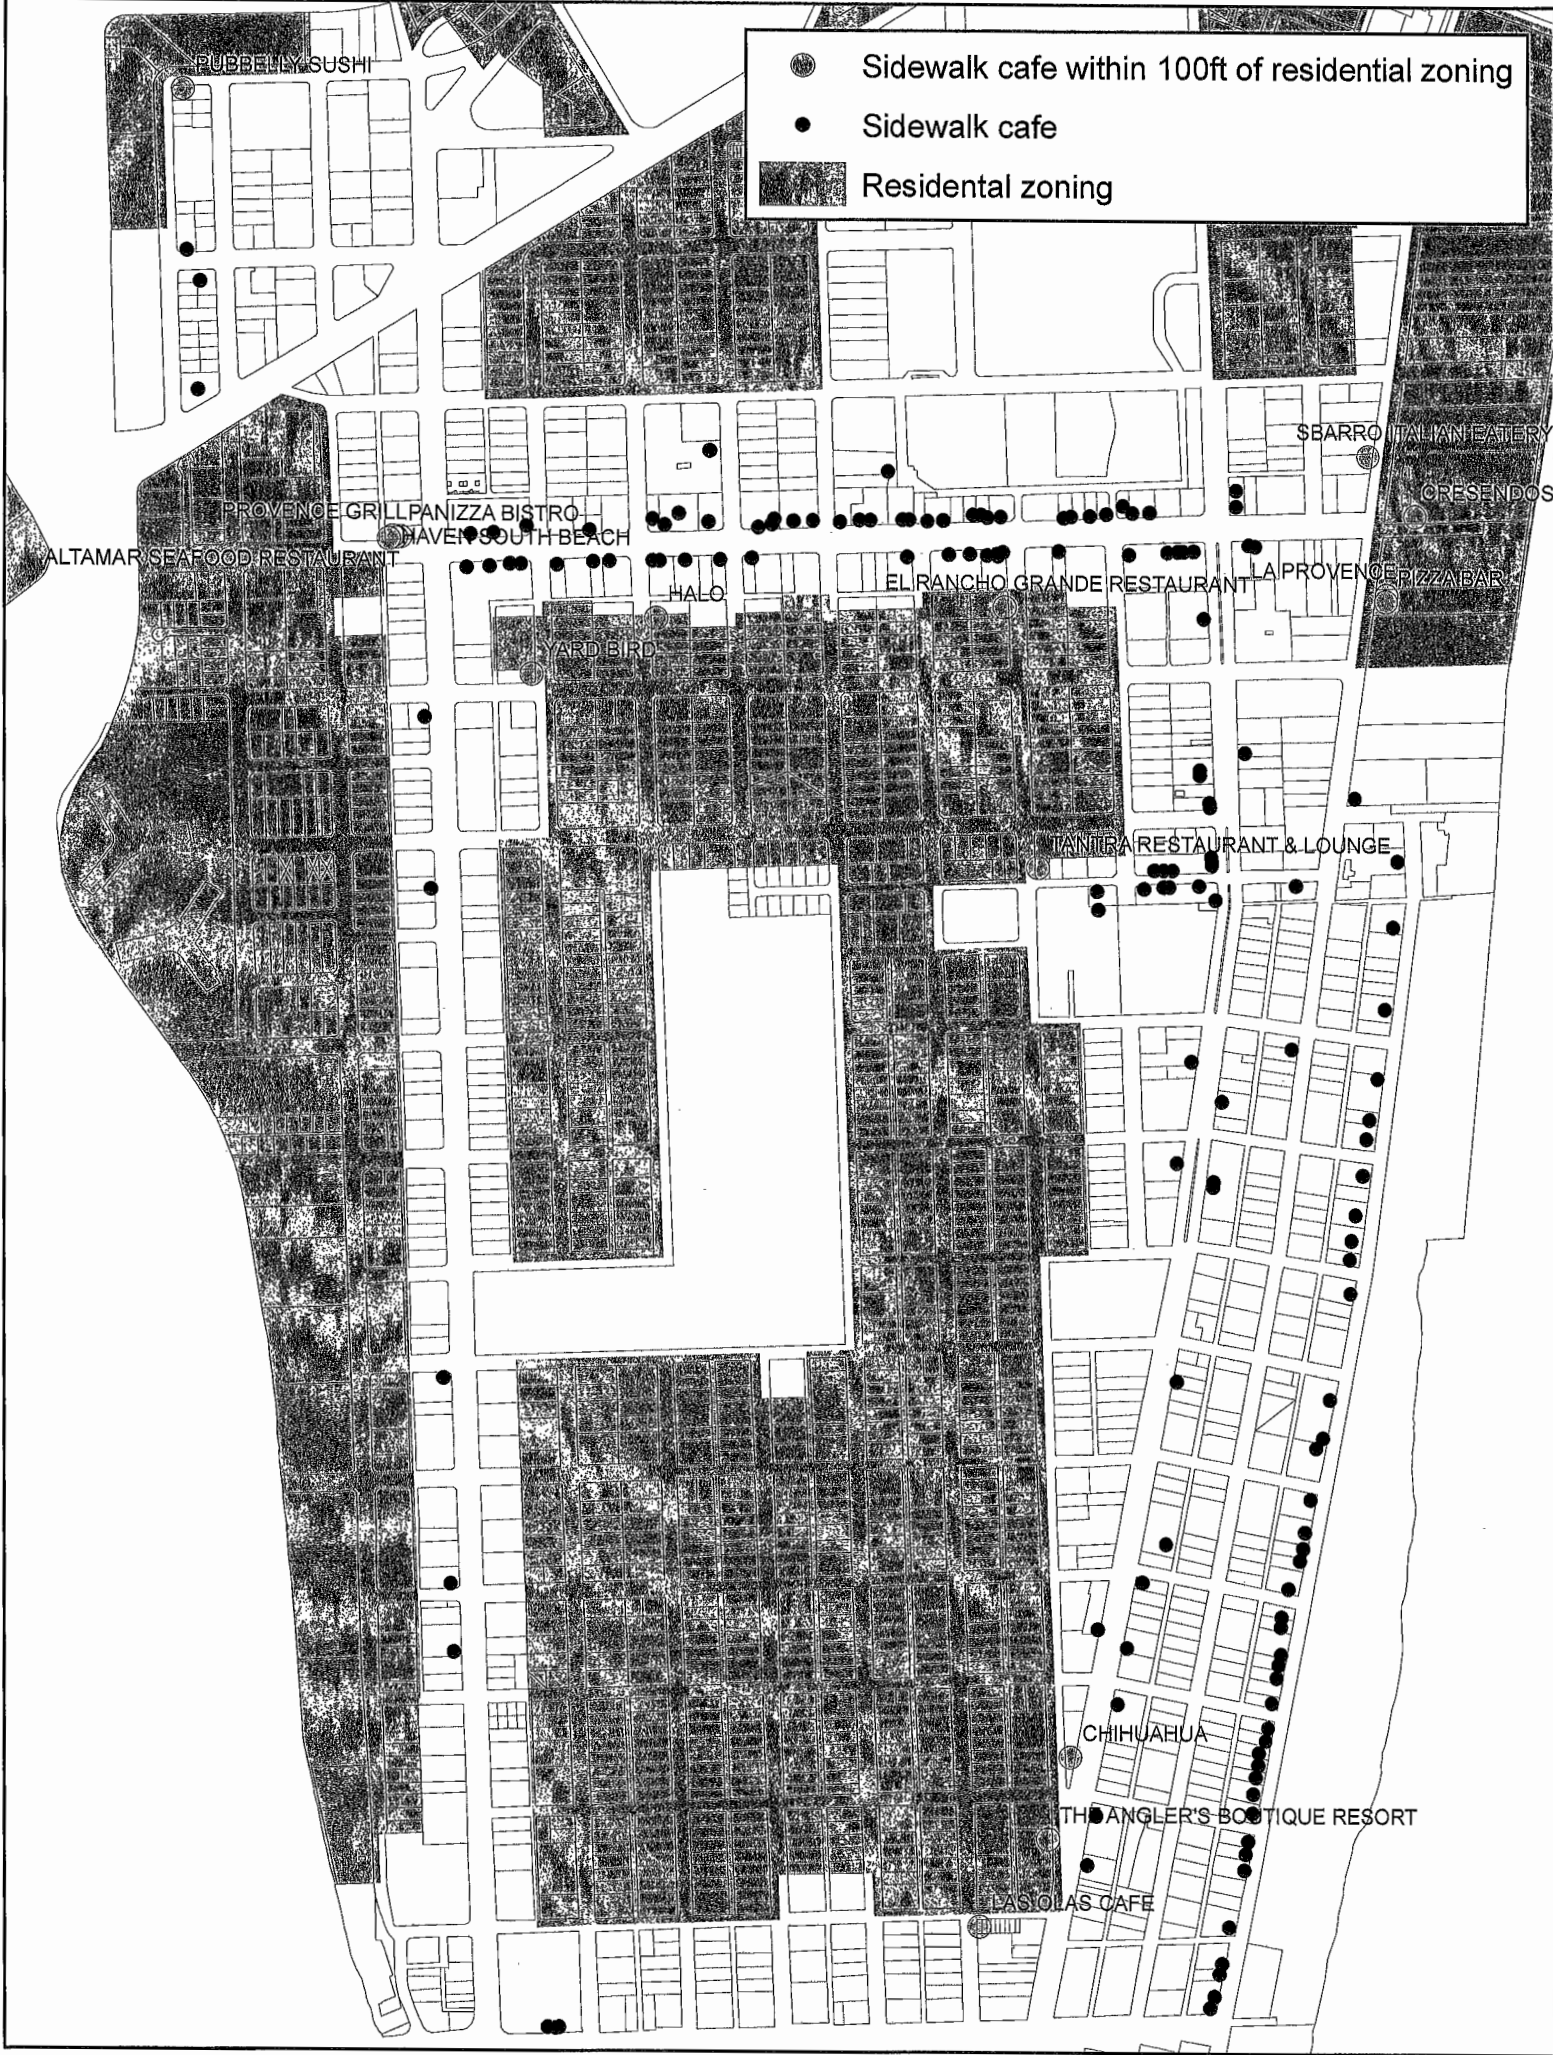 PUBBELLY SUSHI
Sidewalk cafe within 100ft of residential zoning
Sidewalk cafe
Residental zoning
SBARRO ITALIAN EATERY
CRESENDOS
PROVENCE GRILL
PANIZZA BISTRO
HAVEN SOUTH BEACH
ALTAMAR SEAFOOD RESTAURANT
HALO
EL RANCHO GRANDE RESTAURANT
LA PROVENCE
PIZZA BAR
YARD BIRD
TANTRA RESTAURANT & LOUNGE
CHIHUAHUA
THE ANGLER'S BOUTIQUE RESORT
LAS OLAS CAFE